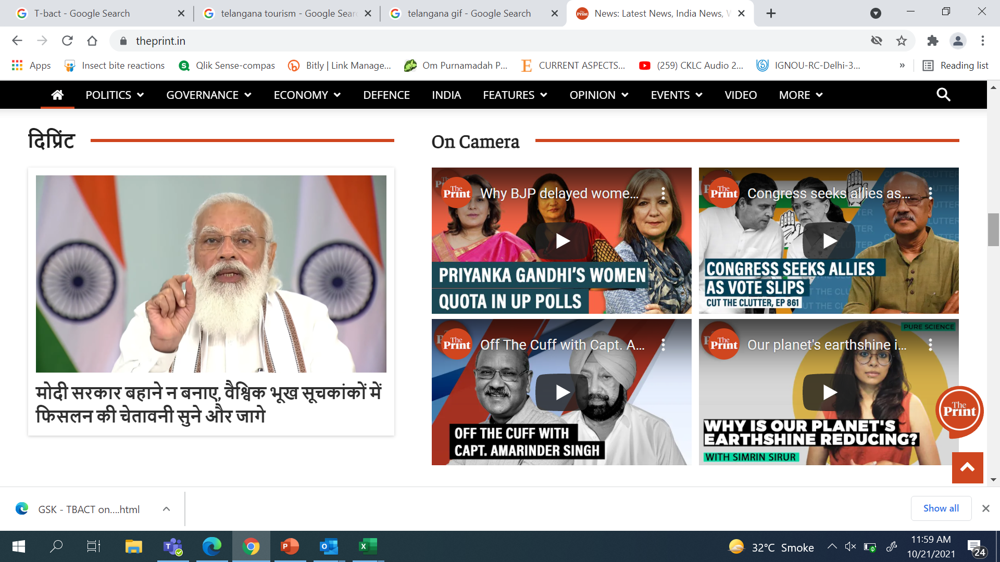 T-bact - Google Search
telangana tourism - Google Sear
telangana gif - Google Search
News: Latest News, India News, W
theprint.in
Apps
Insect bite reactions
Qlik Sense-compas
Bitly | Link Manage...
Om Purnamadah P...
CURRENT ASPECTS...
(259) CKLC Audio 2...
IGNOU-RC-Delhi-3...
»
Reading list
POLITICS GOVERNANCE ECONOMY DEFENCE INDIA FEATURES OPINION EVENTS VIDEO MORE
दिप्रिंट
मोदी सरकार बहाने न बनाए, वैश्विक भूख सूचकांकों में
फिसलन की चेतावनी सुने और जागे
On Camera
The
Print
Why BJP delayed wome...
PRIYANKA GANDHI'S WOMEN
QUOTA IN UP POLLS
The
Print
Congress seeks allies as...
CUT THE CLUTTER
CONGRESS SEEKS ALLIES
AS VOTE SLIPS
CUT THE CLUTTER, EP 861
The
Print
Off The Cuff with Capt. A...
OFF THE CUFF WITH
CAPT. AMARINDER SINGH
PURE SCIENCE
The
Print
Our planet's earthshine i...
WHY IS OUR PLANET'S
EARTHSHINE REDUCING?
WITH SIMRIN SIRUR
The
Print
GSK - TBACT on....html
Show all
32°C Smoke
11:59 AM
10/21/2021
24